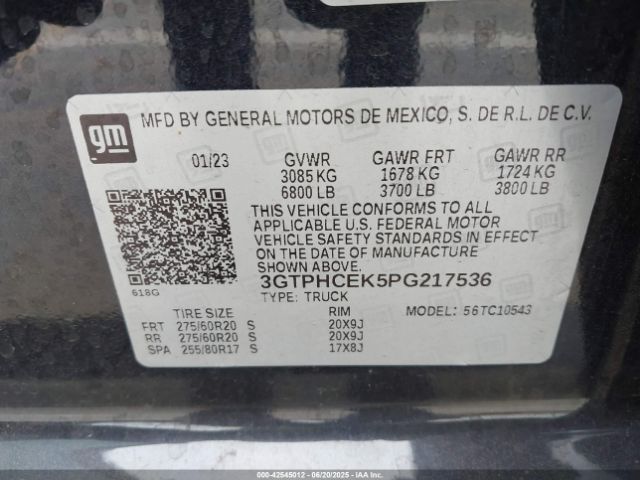 gm
MFD BY GENERAL MOTORS DE MEXICO, S. DE R.L. DE C.V.
01/23 GVWR GAWR FRT GAWR RR
3085 KG 1678 KG 1724 KG
6800 LB 3700 LB 3800 LB
THIS VEHICLE CONFORMS TO ALL
APPLICABLE U.S. FEDERAL MOTOR
VEHICLE SAFETY STANDARDS IN EFFECT
ON THE DATE OF MANUFACTURE
SHOWN ABOVE.
3GTPHCEK5PG217536
618G
TYPE: TRUCK
TIRE SIZE RIM MODEL: 56TC10543
FRT 275/60R20 S 20X9J
RR 275/60R20 S 20X9J
SPA 255/80R17 S 17X8J
000-42545012 - 06/20/2025 - IAAI.COM